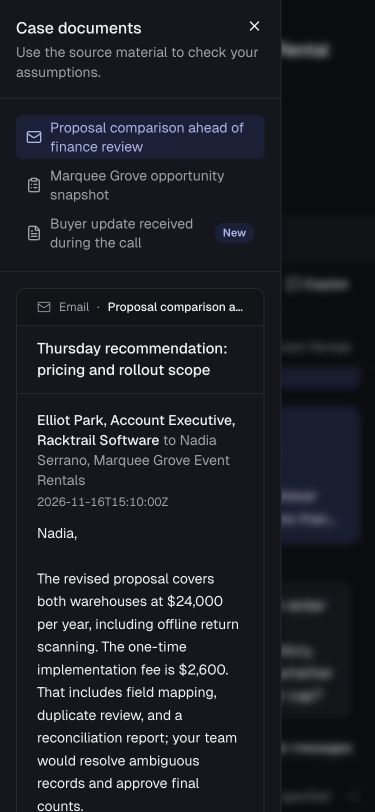 Case documents
Use the source material to check your
assumptions.
Proposal comparison ahead of
finance review
Marquee Grove opportunity
snapshot
Buyer update received
during the call
New
Email · Proposal comparison a...
Thursday recommendation:
pricing and rollout scope
Elliot Park, Account Executive,
Racktrail Software to Nadia
Serrano, Marquee Grove Event
Rentals
2026-11-16T15:10:00Z
Nadia,
The revised proposal covers
both warehouses at $24,000
per year, including offline return
scanning. The one-time
implementation fee is $2,600.
That includes field mapping,
duplicate review, and a
reconciliation report; your team
would resolve ambiguous
records and approve final
counts.